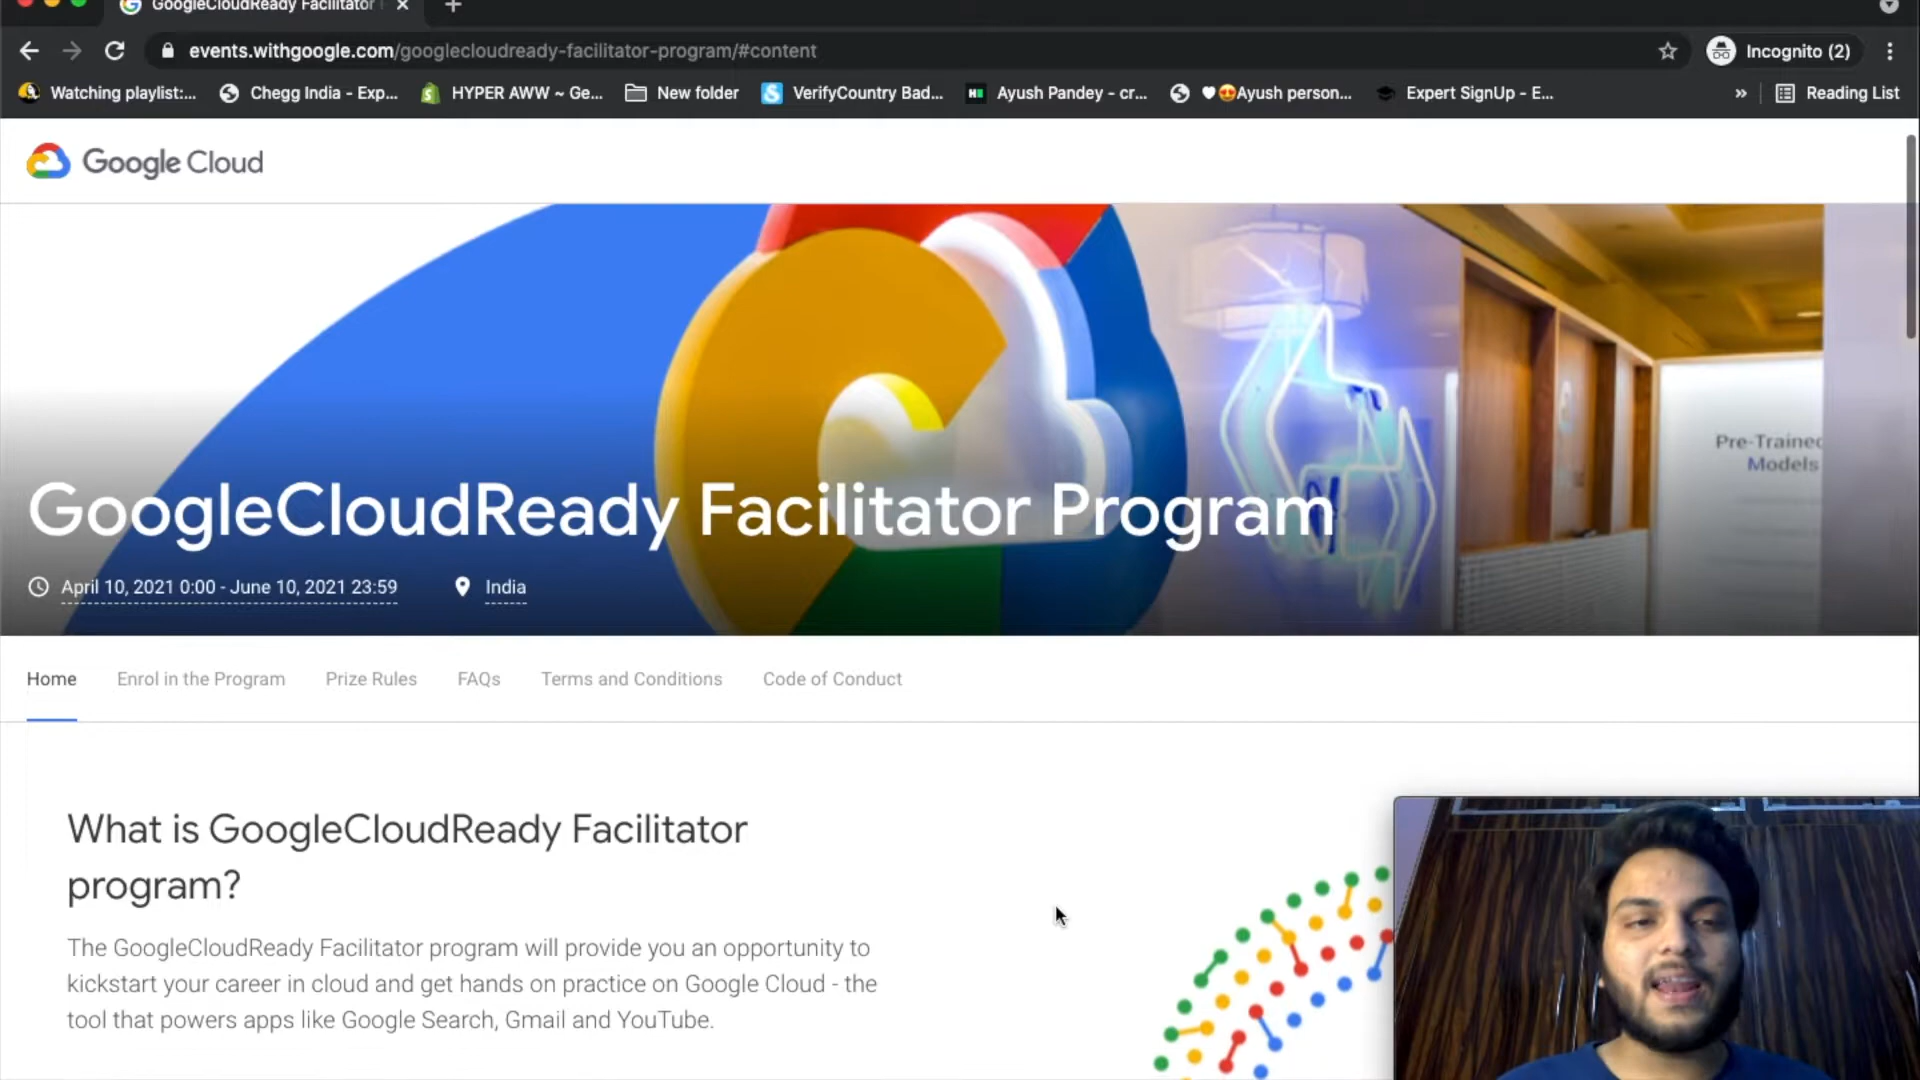 GoogleCloudReady Facilitator
events.withgoogle.com/googlecloudready-facilitator-program/#content
Incognito (2)
Watching playlist:...
Chegg India - Exp...
HYPER AWW ~ Ge...
New folder
VerifyCountry Bad...
Ayush Pandey - cr...
♥😍Ayush person...
Expert SignUp - E...
»
Reading List
Google Cloud
Pre-Trained
Models
GoogleCloudReady Facilitator Program
April 10, 2021 0:00 - June 10, 2021 23:59
India
Home
Enrol in the Program
Prize Rules
FAQs
Terms and Conditions
Code of Conduct
What is GoogleCloudReady Facilitator
program?
The GoogleCloudReady Facilitator program will provide you an opportunity to
kickstart your career in cloud and get hands on practice on Google Cloud - the
tool that powers apps like Google Search, Gmail and YouTube.